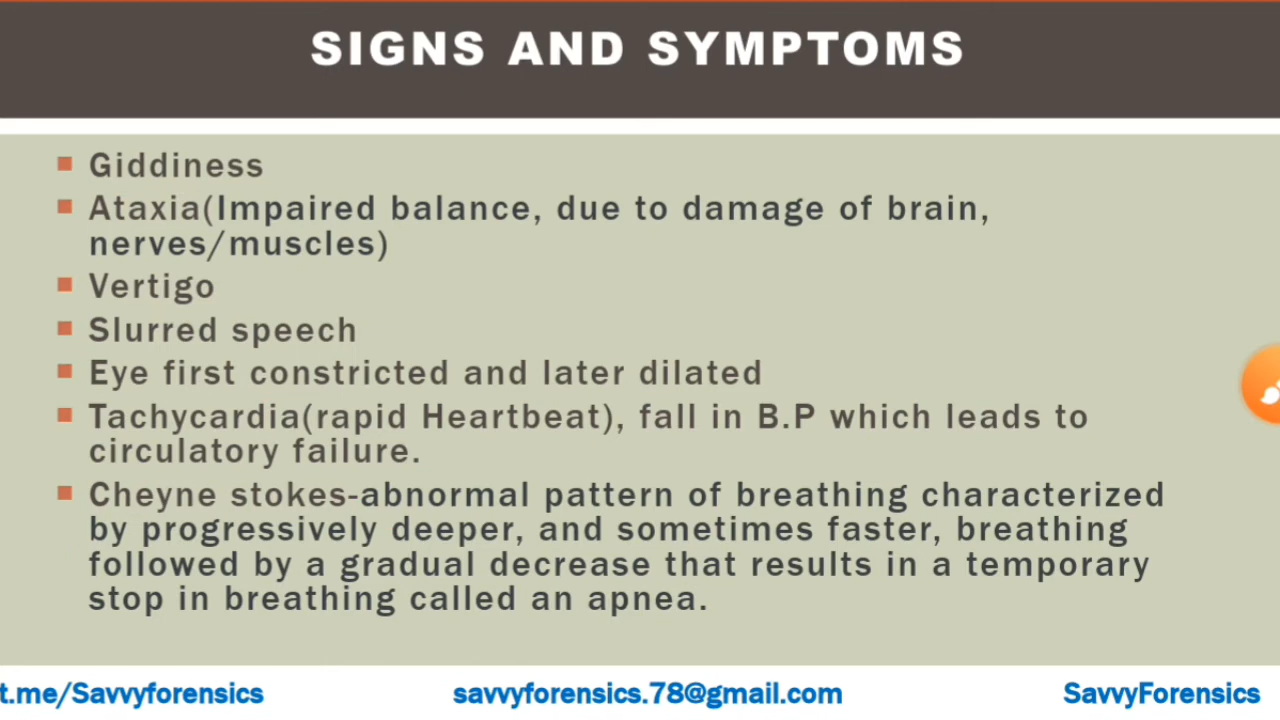 SIGNS AND SYMPTOMS
Giddiness
Ataxia(Impaired balance, due to damage of brain,
nerves/muscles)
Vertigo
Slurred speech
Eye first constricted and later dilated
Tachycardia(rapid Heartbeat), fall in B.P which leads to
circulatory failure.
Cheyne stokes-abnormal pattern of breathing characterized
by progressively deeper, and sometimes faster, breathing
followed by a gradual decrease that results in a temporary
stop in breathing called an apnea.
t.me/Savvyforensics savvyforensics.78@gmail.com SavvyForensics